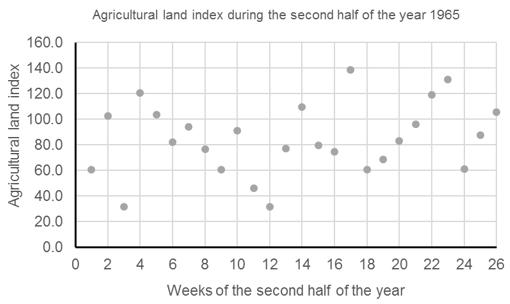 Agricultural land index during the second half of the year 1965
160.0
140.0
120.0
100.0
80.0
60.0
40.0
20.0
0.0
Agricultural land index
0 2 4 6 8 10 12 14 16 18 20 22 24 26
Weeks of the second half of the year